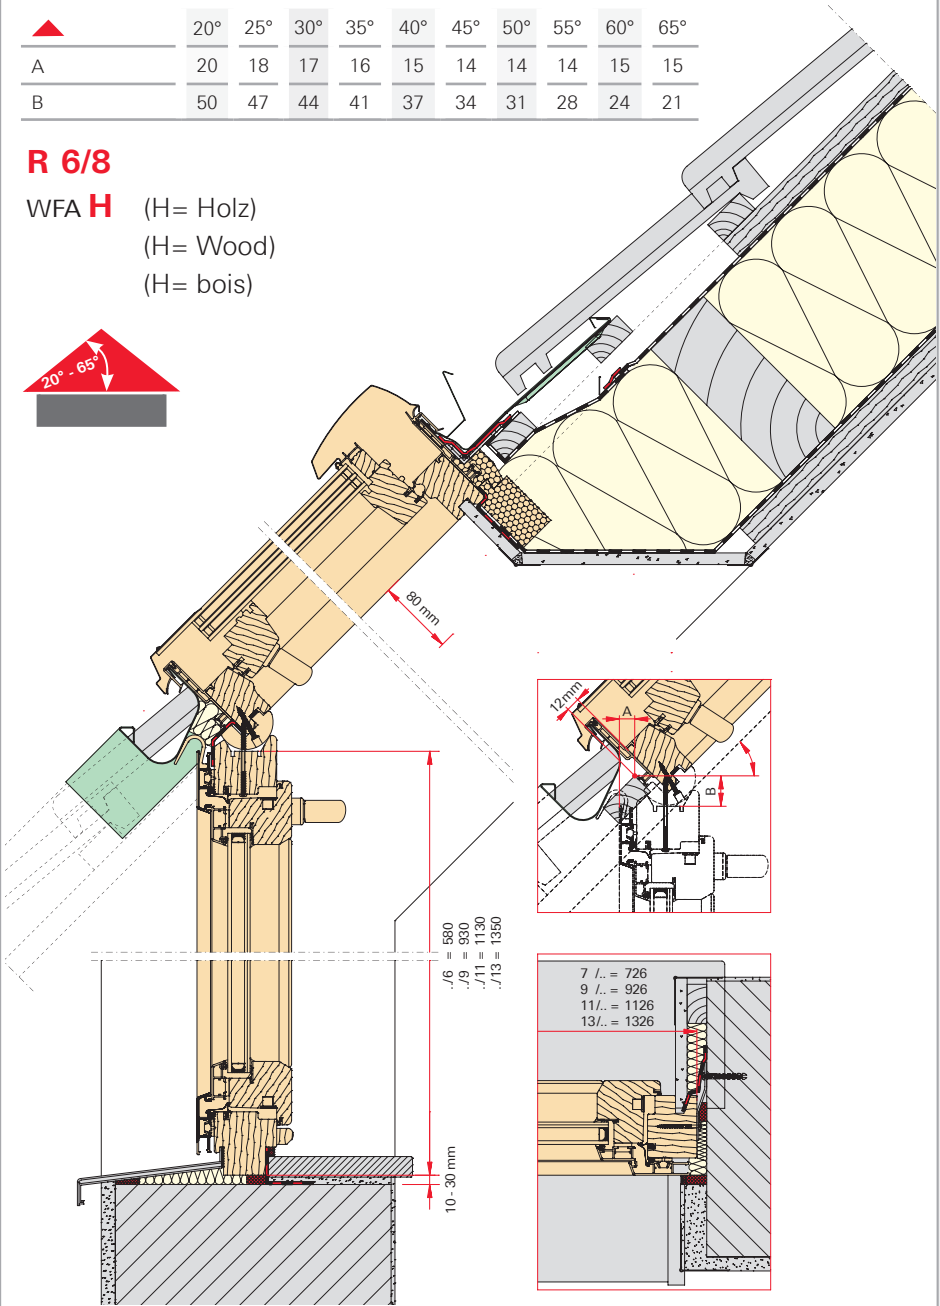 20° 25° 30° 35° 40° 45° 50° 55° 60° 65°
A 20 18 17 16 15 14 14 14 15 15
B 50 47 44 41 37 34 31 28 24 21
R 6/8
WFA H (H= Holz)
(H= Wood)
(H= bois)
20° - 65°
80 mm
12mm
A
B
../6 = 580
../9 = 930
../11 = 1130
../13 = 1350
10 - 30 mm
7 /.. = 726
9 /.. = 926
11/.. = 1126
13/.. = 1326